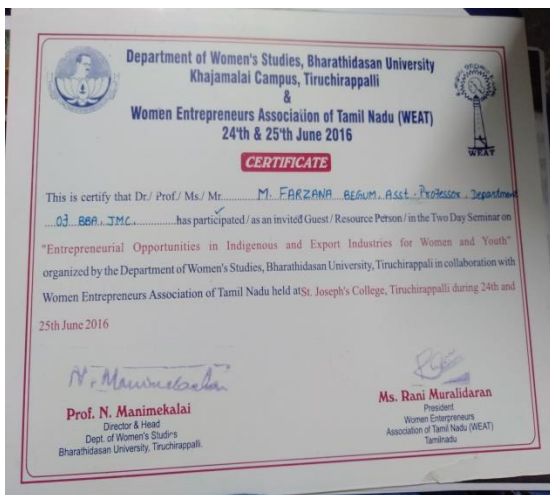 Department of Women's Studies, Bharathidasan University
Khajamalai Campus, Tiruchirappalli
&
Women Entrepreneurs Association of Tamil Nadu (WEAT)
24'th & 25'th June 2016
WEAT
CERTIFICATE
This is certify that Dr./ Prof./ Ms./ Mr. M. FARZANA BEGUM, Asst. Professor, Department
of BBA, JMC. has participated / as an invited Guest / Resource Person / in the Two Day Seminar on
"Entrepreneurial Opportunities in Indigenous and Export Industries for Women and Youth"
organized by the Department of Women's Studies, Bharathidasan University, Tiruchirappali in collaboration with
Women Entrepreneurs Association of Tamil Nadu held atSt. Joseph's College, Tiruchirappalli during 24th and
25th June 2016
N. Manimekalai
Prof. N. Manimekalai
Director & Head
Dept. of Women's Studies
Bharathidasan University, Tiruchirappalli.
Ms. Rani Muralidaran
President
Women Enterpreneurs
Association of Tamil Nadu (WEAT)
Tamilnadu